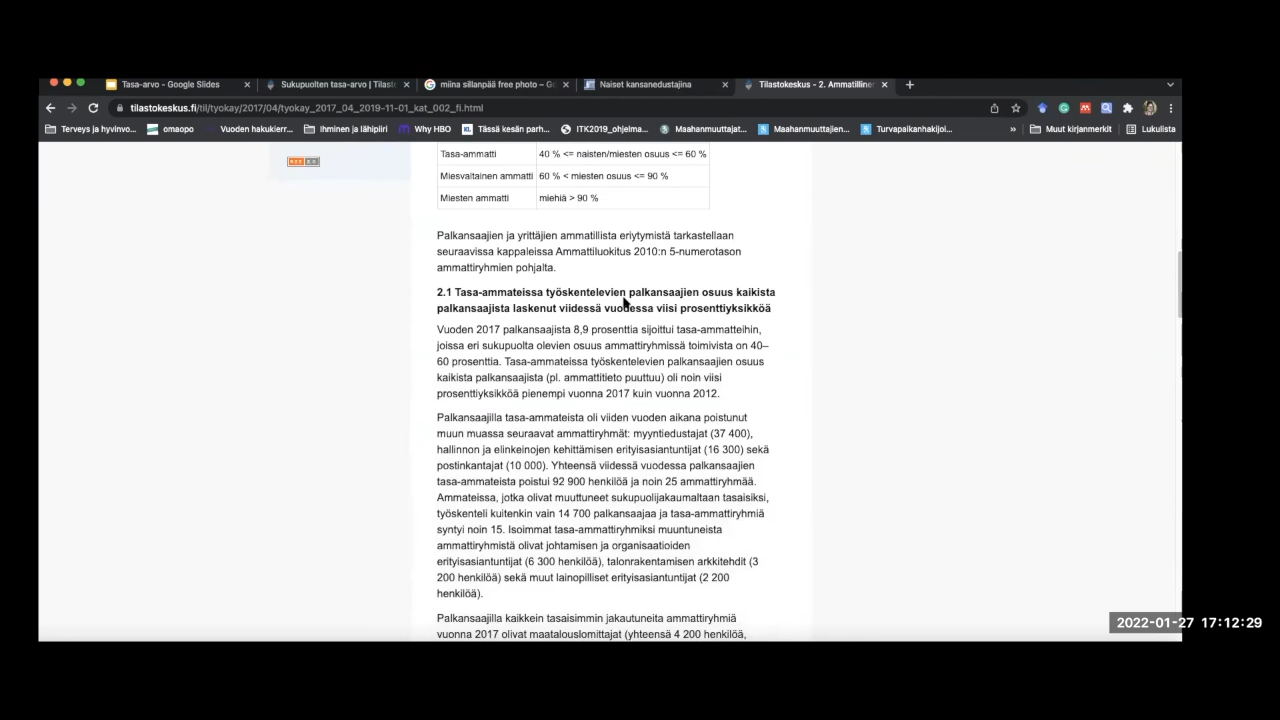 Tasa-arvo - Google Slides
Sukupuolten tasa-arvo | Tilast
miina sillanpää free photo – Go
Naiset kansanedustajina
Tilastokeskus - 2. Ammatilline
tilastokeskus.fi/til/tyokay/2017/04/tyokay_2017_04_2019-11-01_kat_002_fi.html
Terveys ja hyvinvo... omaopo Vuoden hakukierr... Ihminen ja lähipiiri Why HBO Tässä kesän parh... ITK2019_ohjelma... Maahanmuuttajat... Maahanmuuttajien... Turvapaikanhakijoi... » Muut kirjanmerkit Lukulista
Tasa-ammatti 40 % <= naisten/miesten osuus <= 60 %
Miesvaltainen ammatti 60 % < miesten osuus <= 90 %
Miesten ammatti miehiä > 90 %
Palkansaajien ja yrittäjien ammatillista eriytymistä tarkastellaan
seuraavissa kappaleissa Ammattiluokitus 2010:n 5-numerotason
ammattiryhmien pohjalta.
2.1 Tasa-ammateissa työskentelevien palkansaajien osuus kaikista
palkansaajista laskenut viidessä vuodessa viisi prosenttiyksikköä
Vuoden 2017 palkansaajista 8,9 prosenttia sijoittui tasa-ammatteihin,
joissa eri sukupuolta olevien osuus ammattiryhmissä toimivista on 40–
60 prosenttia. Tasa-ammateissa työskentelevien palkansaajien osuus
kaikista palkansaajista (pl. ammattitieto puuttuu) oli noin viisi
prosenttiyksikköä pienempi vuonna 2017 kuin vuonna 2012.
Palkansaajilla tasa-ammateista oli viiden vuoden aikana poistunut
muun muassa seuraavat ammattiryhmät: myyntiedustajat (37 400),
hallinnon ja elinkeinojen kehittämisen erityisasiantuntijat (16 300) sekä
postinkantajat (10 000). Yhteensä viidessä vuodessa palkansaajien
tasa-ammateista poistui 92 900 henkilöä ja noin 25 ammattiryhmää.
Ammateissa, jotka olivat muuttuneet sukupuolijakaumaltaan tasaisiksi,
työskenteli kuitenkin vain 14 700 palkansaajaa ja tasa-ammattiryhmiä
syntyi noin 15. Isoimmat tasa-ammattiryhmiksi muuntuneista
ammattiryhmistä olivat johtamisen ja organisaatioiden
erityisasiantuntijat (6 300 henkilöä), talonrakentamisen arkkitehdit (3
200 henkilöä) sekä muut lainopilliset erityisasiantuntijat (2 200
henkilöä).
Palkansaajilla kaikkein tasaisimmin jakautuneita ammattiryhmiä
vuonna 2017 olivat maatalouslomittajat (yhteensä 4 200 henkilöä,
2022-01-27 17:12:29